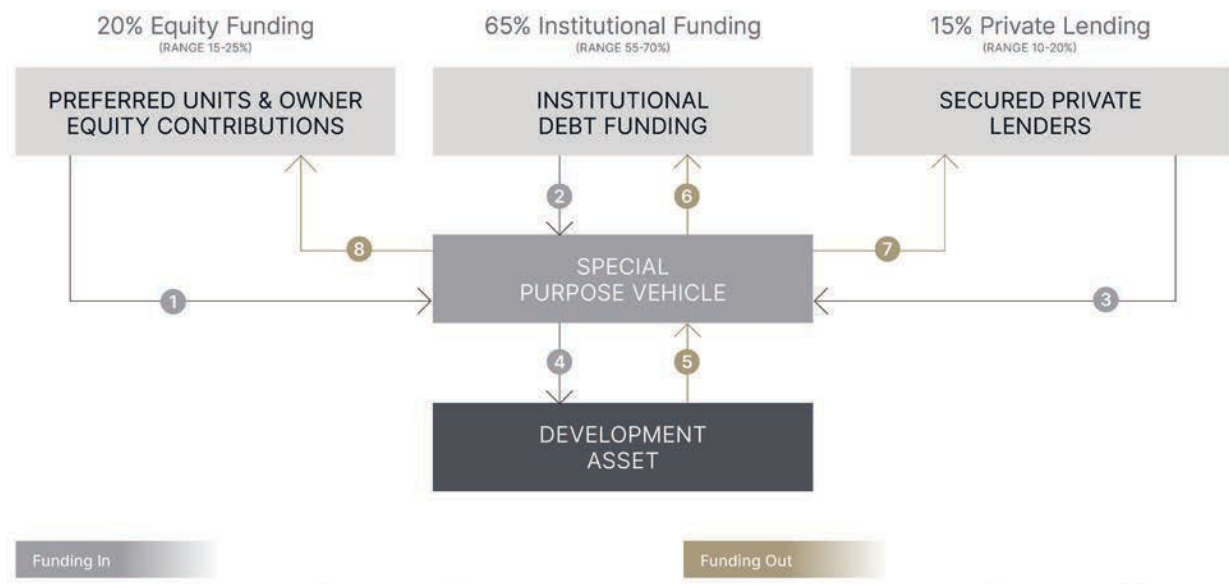 20% Equity Funding
(RANGE 15-25%)
65% Institutional Funding
(RANGE 55-70%)
15% Private Lending
(RANGE 10-20%)
PREFERRED UNITS & OWNER
EQUITY CONTRIBUTIONS
INSTITUTIONAL
DEBT FUNDING
SECURED PRIVATE
LENDERS
2
6
8
7
SPECIAL
PURPOSE VEHICLE
1
3
4
5
DEVELOPMENT
ASSET
Funding In
Funding Out